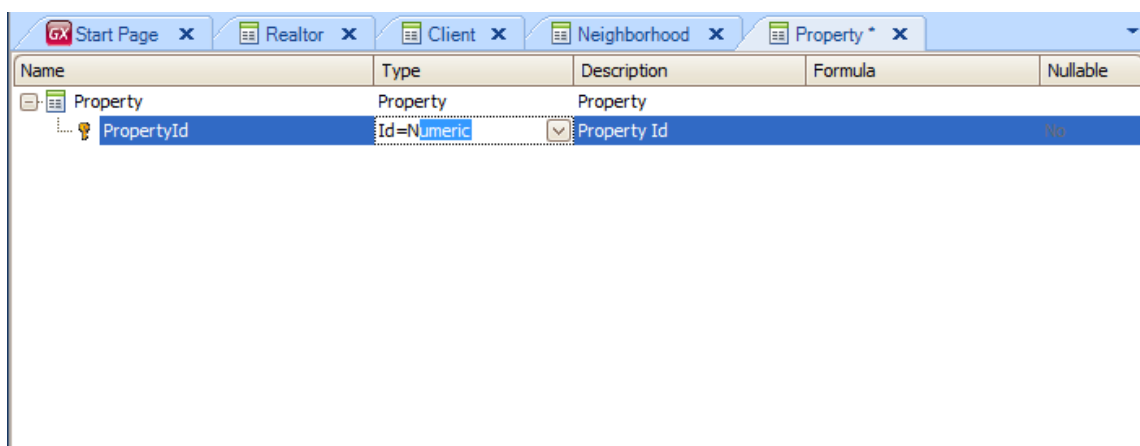 GX Start Page x Realtor x Client x Neighborhood x Property * x
Name Type Description Formula Nullable
Property Property Property
PropertyId Id=Numeric Property Id No